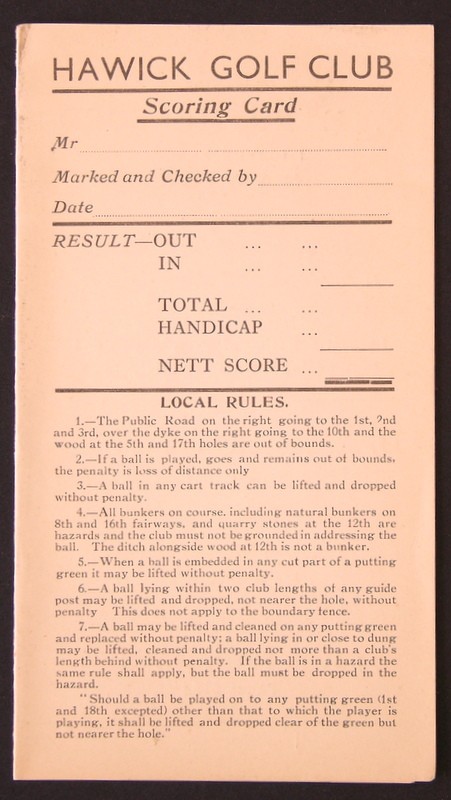 HAWICK GOLF CLUB
Scoring Card
Mr
Marked and Checked by
Date
RESULT—OUT ... ...
IN ... ...
TOTAL ... ...
HANDICAP ...
NETT SCORE ...
LOCAL RULES.
1.—The Public Road on the right going to the 1st, 2nd
and 3rd, over the dyke on the right going to the 10th and the
wood at the 5th and 17th holes are out of bounds.
2.—If a ball is played, goes and remains out of bounds,
the penalty is loss of distance only
3.—A ball in any cart track can be lifted and dropped
without penalty.
4.—All bunkers on course, including natural bunkers on
8th and 16th fairways, and quarry stones at the 12th are
hazards and the club must not be grounded in addressing the
ball. The ditch alongside wood at 12th is not a bunker.
5.—When a ball is embedded in any cut part of a putting
green it may be lifted without penalty.
6.—A ball lying within two club lengths of any guide
post may be lifted and dropped, not nearer the hole, without
penalty This does not apply to the boundary fence.
7.—A ball may be lifted and cleaned on any putting green
and replaced without penalty; a ball lying in or close to dung
may be lifted, cleaned and dropped not more than a club's
length behind without penalty. If the ball is in a hazard the
same rule shall apply, but the ball must be dropped in the
hazard.
"Should a ball be played on to any putting green (1st
and 18th excepted) other than that to which the player is
playing, it shall be lifted and dropped clear of the green but
not nearer the hole."